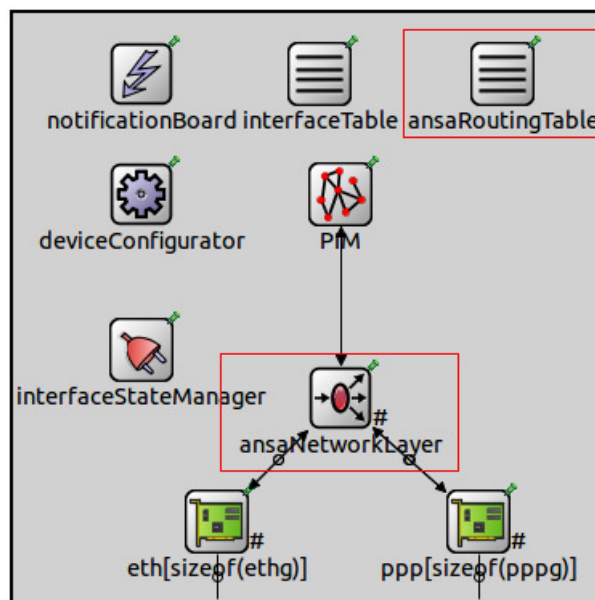 notificationBoard interfaceTable ansaRoutingTable
deviceConfigurator PIM
interfaceStateManager
#
ansaNetworkLayer
# #
eth[sizeof(ethg)] ppp[sizeof(pppg)]